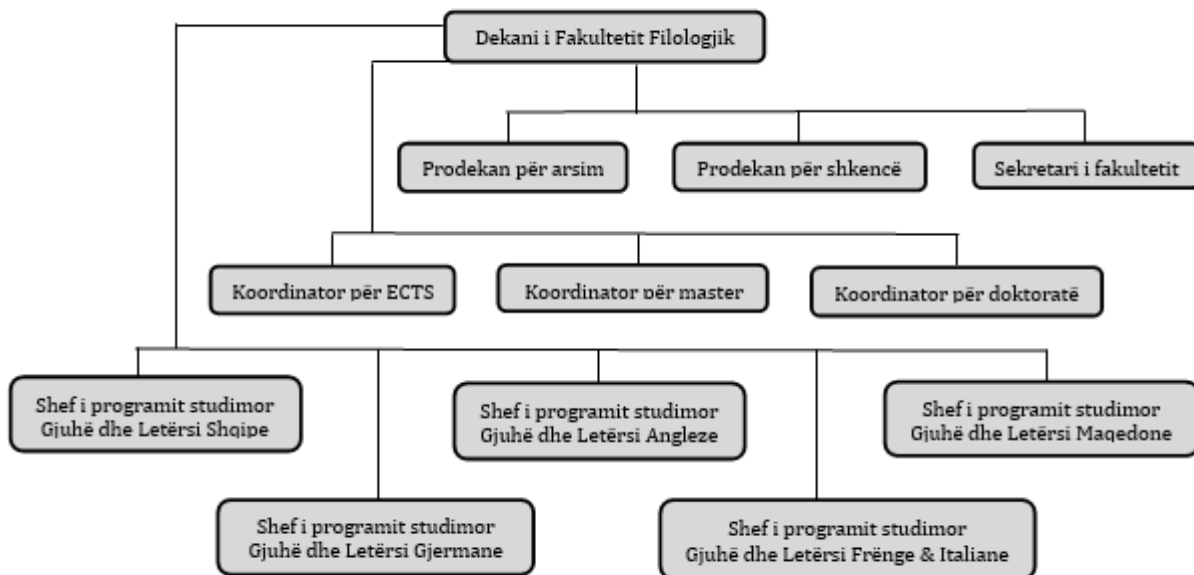 Dekani i Fakultetit Filologjik
Prodekan për arsim
Prodekan për shkencë
Sekretari i fakultetit
Koordinator për ECTS
Koordinator për master
Koordinator për doktoratë
Shef i programit studimor
Gjuhë dhe Letërsi Shqipe
Shef i programit studimor
Gjuhë dhe Letërsi Angleze
Shef i programit studimor
Gjuhë dhe Letërsi Maqedone
Shef i programit studimor
Gjuhë dhe Letërsi Gjermane
Shef i programit studimor
Gjuhë dhe Letërsi Frënge & Italiane